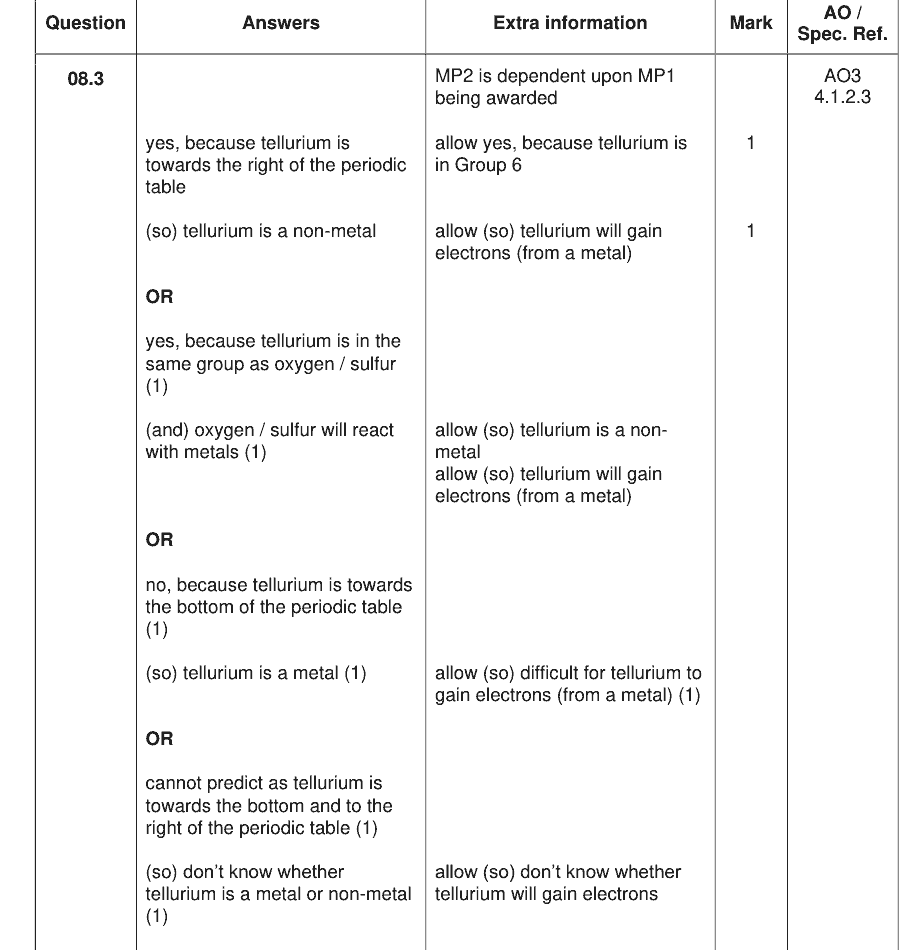 Question Answers Extra information Mark AO /
Spec. Ref.
08.3 MP2 is dependent upon MP1 AO3
being awarded 4.1.2.3
yes, because tellurium is allow yes, because tellurium is 1
towards the right of the periodic in Group 6
table
(so) tellurium is a non-metal allow (so) tellurium will gain 1
electrons (from a metal)
OR
yes, because tellurium is in the
same group as oxygen / sulfur
(1)
(and) oxygen / sulfur will react allow (so) tellurium is a non-
with metals (1) metal
allow (so) tellurium will gain
electrons (from a metal)
OR
no, because tellurium is towards
the bottom of the periodic table
(1)
(so) tellurium is a metal (1) allow (so) difficult for tellurium to
gain electrons (from a metal) (1)
OR
cannot predict as tellurium is
towards the bottom and to the
right of the periodic table (1)
(so) don't know whether allow (so) don't know whether
tellurium is a metal or non-metal tellurium will gain electrons
(1)